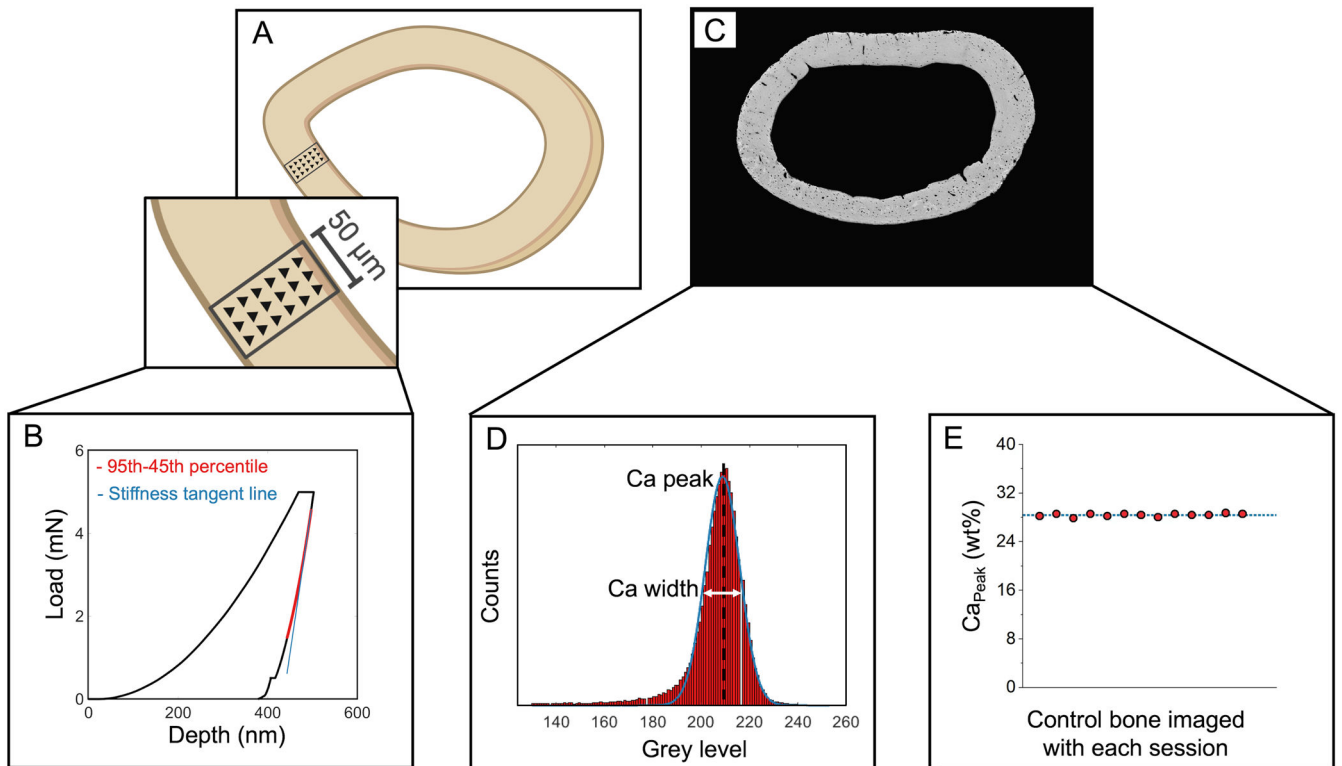 A
50 µm
C
B
6
4
2
0
- 95th-45th percentile
- Stiffness tangent line
Load (mN)
0 200 400 600
Depth (nm)
D
Ca peak
Ca width
Counts
140 160 180 200 220 240 260
Grey level
E
40
32
24
16
8
0
CaPeak (wt%)
Control bone imaged
with each session